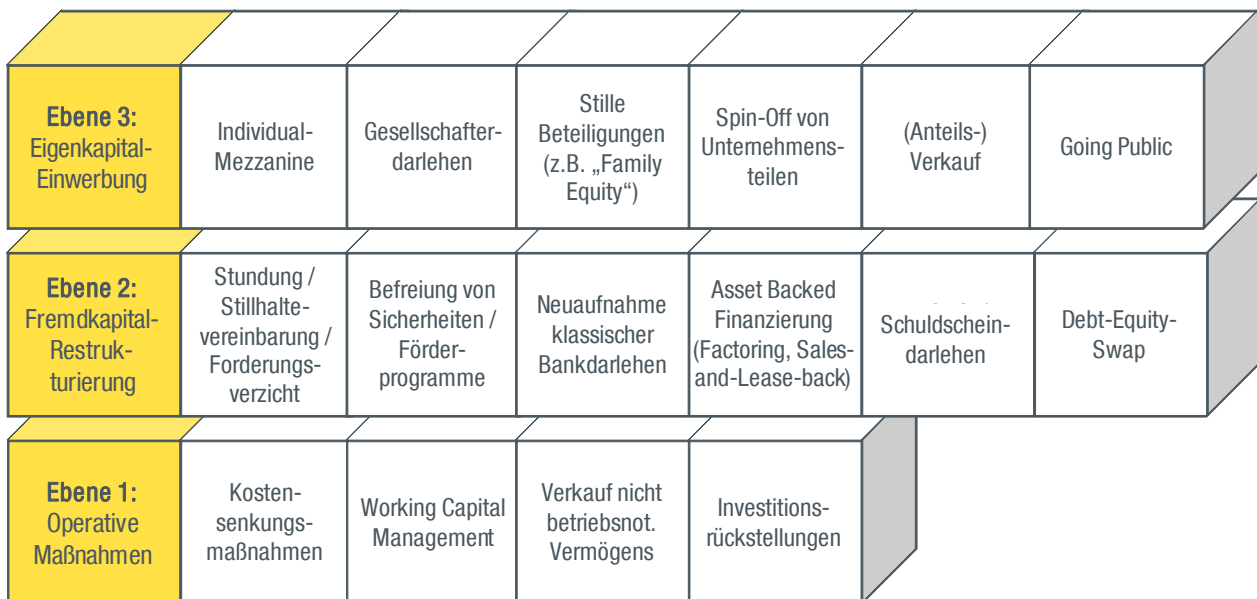 Ebene 3:
Eigenkapital-
Einwerbung
Individual-
Mezzanine
Gesellschafter-
darlehen
Stille
Beteiligungen
(z.B. „Family
Equity“)
Spin-Off von
Unternehmens-
teilen
(Anteils-)
Verkauf
Going Public
Ebene 2:
Fremdkapital-
Restruk-
turierung
Stundung /
Stillhalte-
vereinbarung /
Forderungs-
verzicht
Befreiung von
Sicherheiten /
Förder-
programme
Neuaufnahme
klassischer
Bankdarlehen
Asset Backed
Finanzierung
(Factoring, Sales-
and-Lease-back)
Schuldschein-
darlehen
Debt-Equity-
Swap
Ebene 1:
Operative
Maßnahmen
Kosten-
senkungs-
maßnahmen
Working Capital
Management
Verkauf nicht
betriebsnot.
Vermögens
Investitions-
rückstellungen